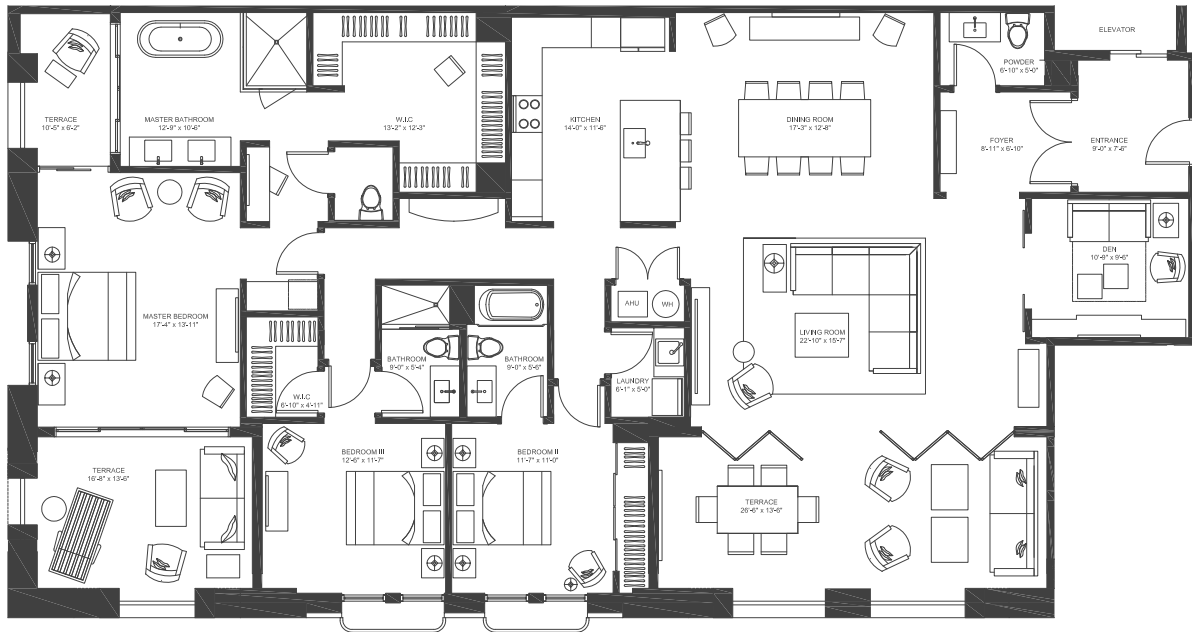 ELEVATOR
POWDER
6'-10" x 5'-0"
TERRACE
10'-5" x 6'-2"
MASTER BATHROOM
12'-9" x 10'-6"
W.I.C
13'-2" x 12'-3"
KITCHEN
14'-0" x 11'-6"
DINING ROOM
17'-3" x 12'-8"
FOYER
8'-11" x 6'-10"
ENTRANCE
9'-0" x 7'-8"
DEN
10'-9" x 9'-6"
MASTER BEDROOM
17'-4" x 13'-11"
AHU
WH
LIVING ROOM
22'-10" x 15'-7"
BATHROOM
9'-0" x 5'-4"
BATHROOM
9'-0" x 5'-6"
LAUNDRY
6'-1" x 5'-0"
W.I.C
6'-10" x 4'-11"
BEDROOM III
12'-6" x 11'-7"
BEDROOM II
11'-7" x 11'-0"
TERRACE
16'-8" x 13'-6"
TERRACE
26'-6" x 13'-6"